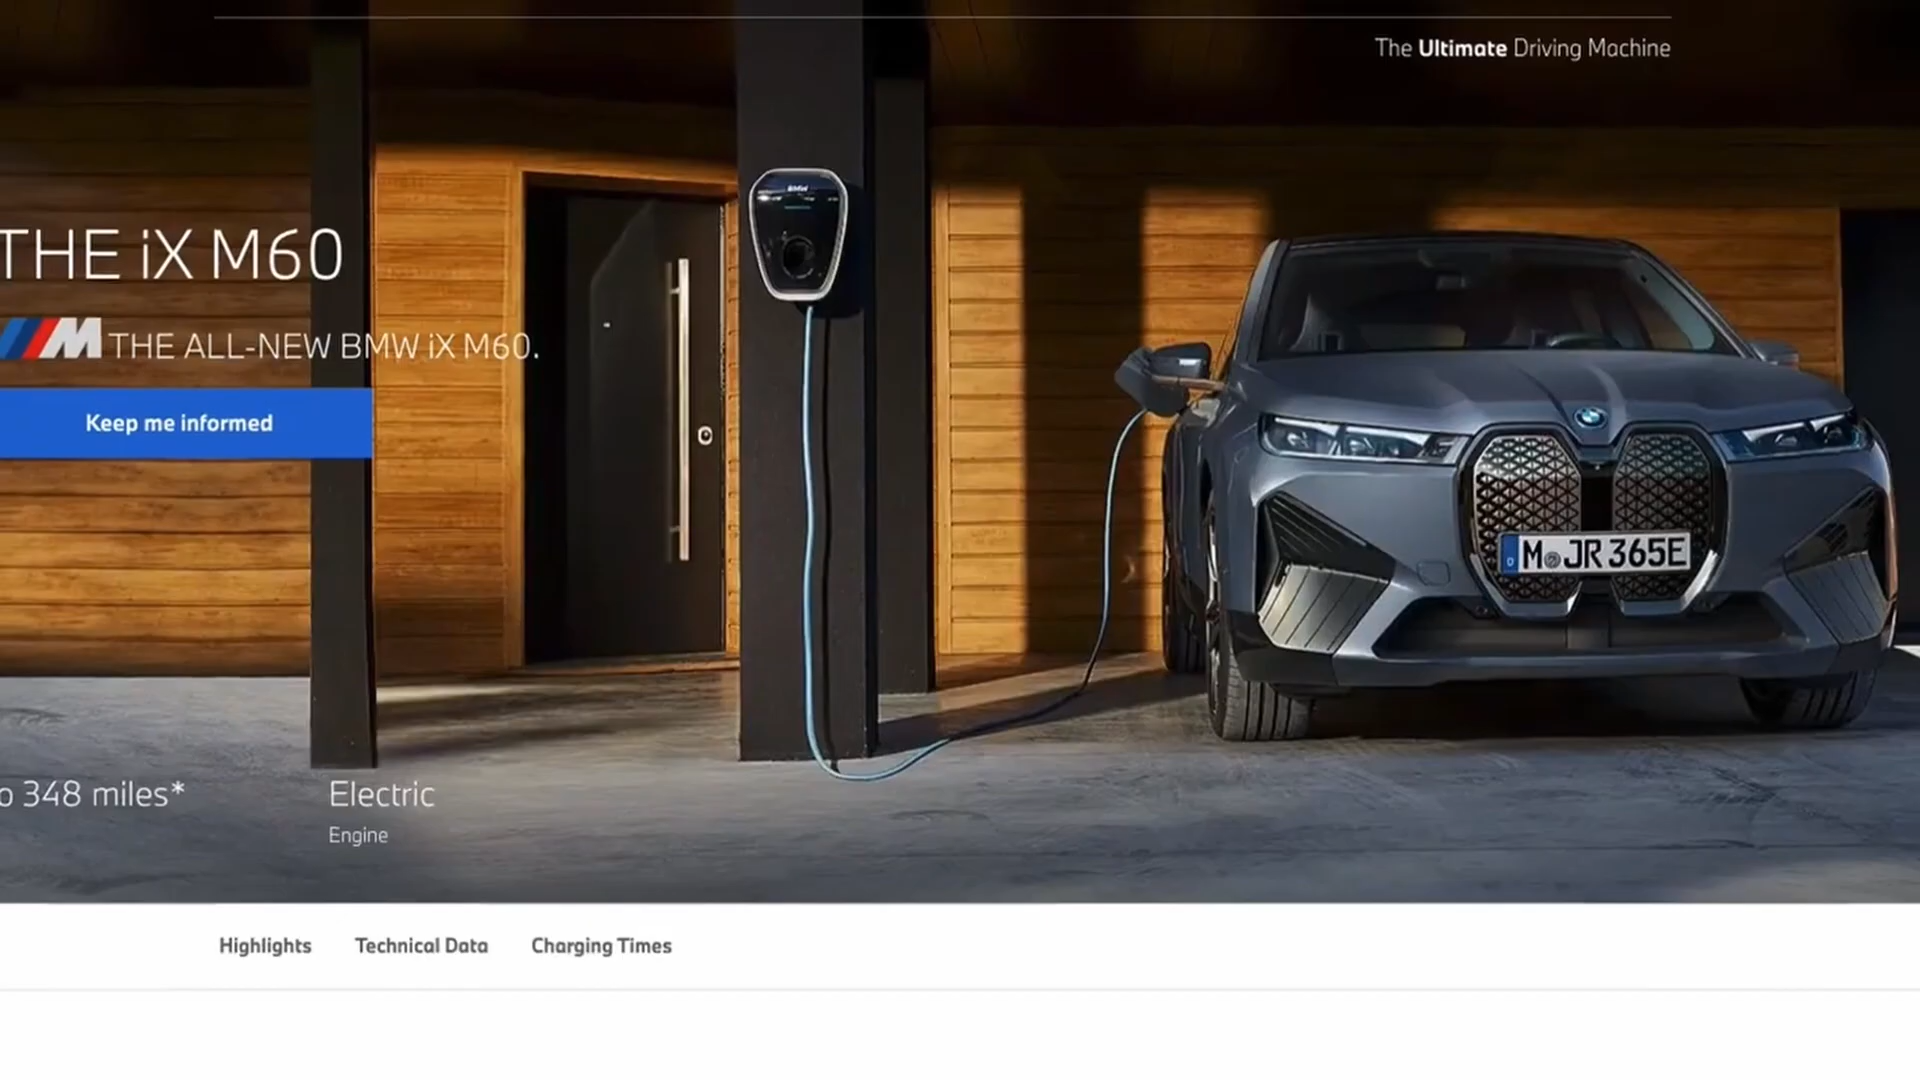 The Ultimate Driving Machine
BMW
THE iX M60
M THE ALL-NEW BMW iX M60.
Keep me informed
M JR 365E
348 miles*
Electric
Engine
Highlights
Technical Data
Charging Times